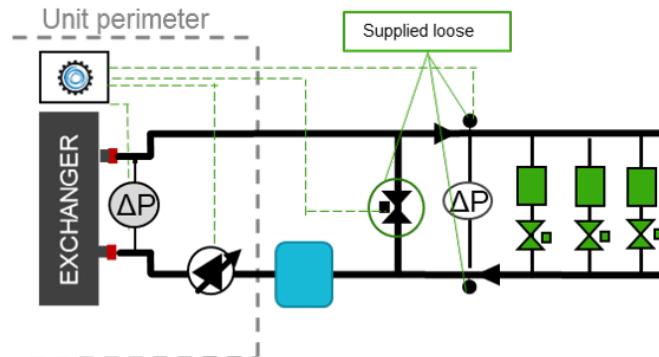 Unit perimeter
Supplied loose
EXCHANGER
ΔP
ΔP